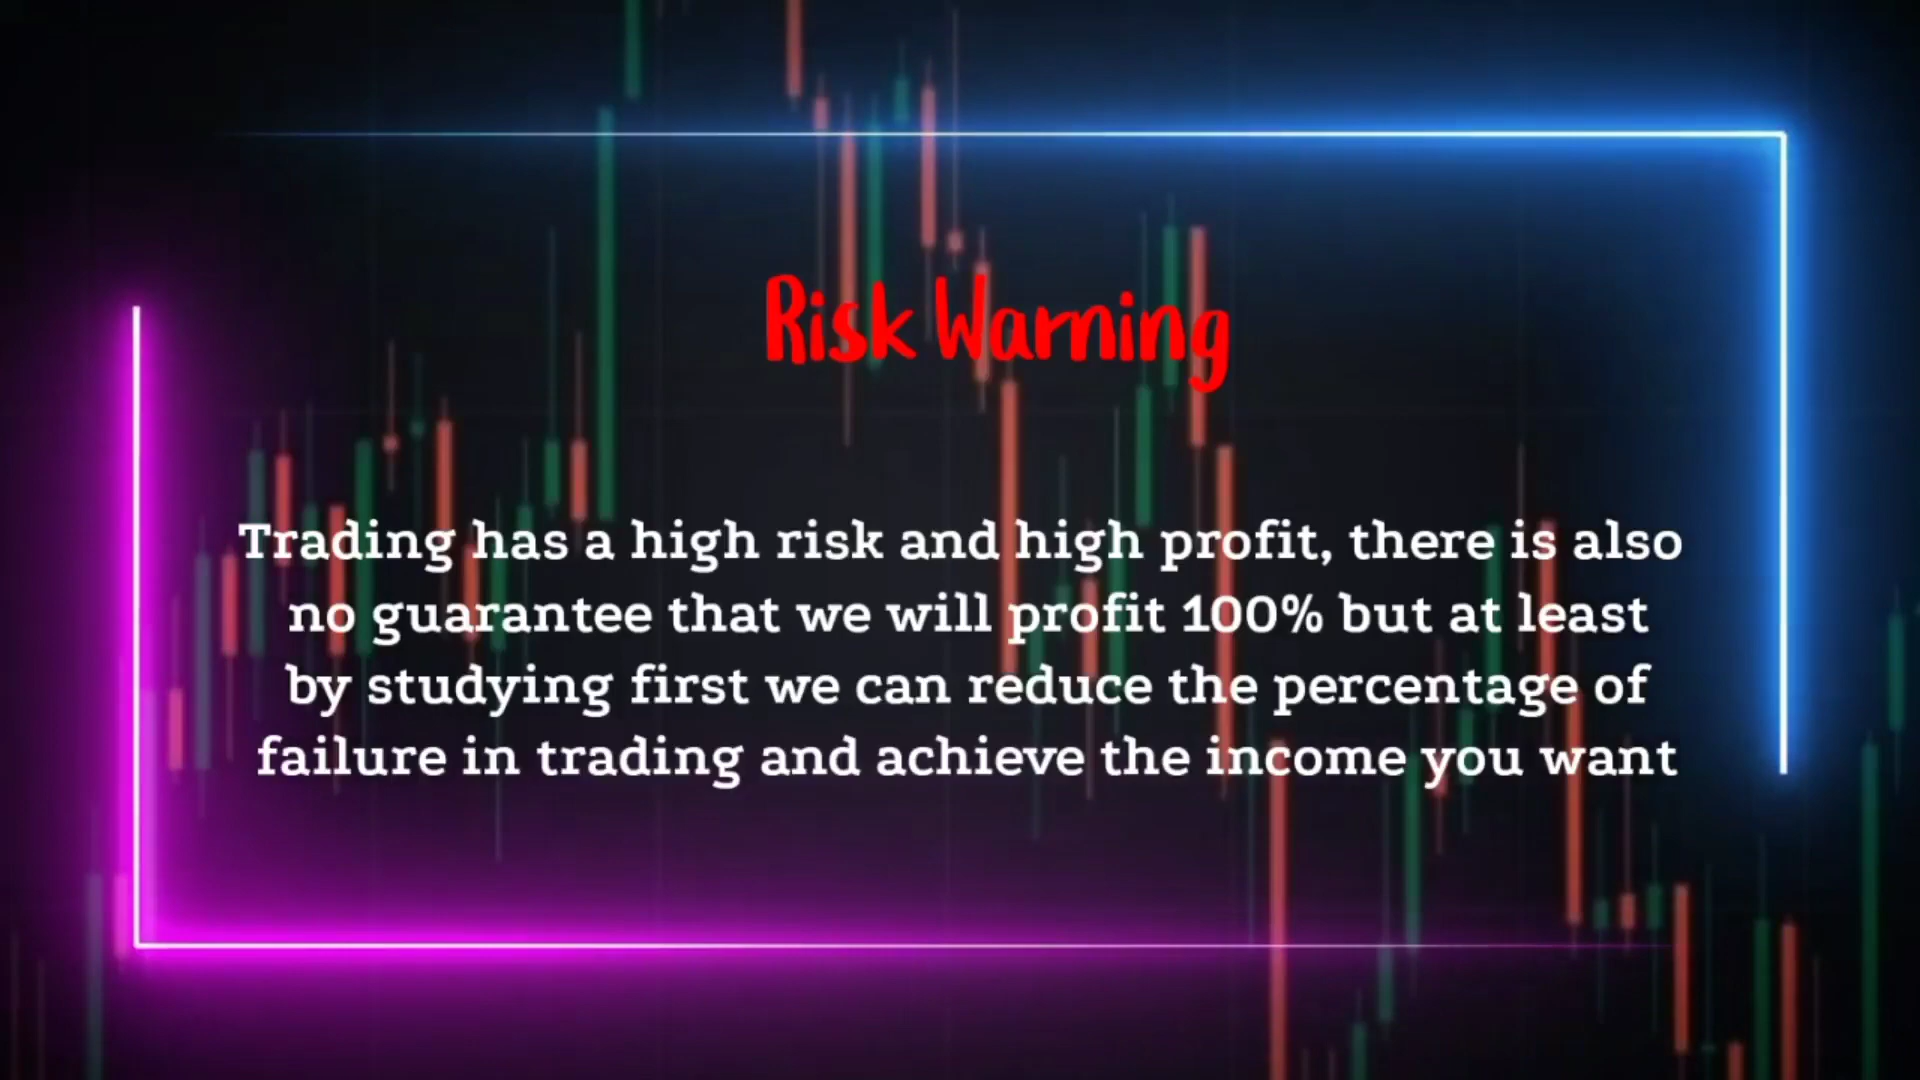 Risk Warning
Trading has a high risk and high profit, there is also
no guarantee that we will profit 100% but at least
by studying first we can reduce the percentage of
failure in trading and achieve the income you want